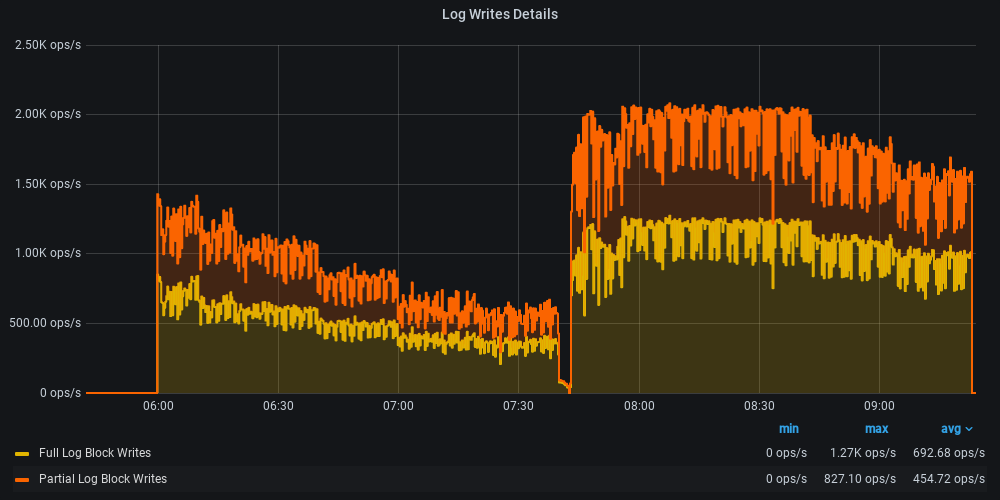 Log Writes Details
2.50K ops/s
2.00K ops/s
1.50K ops/s
1.00K ops/s
500.00 ops/s
0 ops/s
06:00 06:30 07:00 07:30 08:00 08:30 09:00
min max avg
Full Log Block Writes 0 ops/s 1.27K ops/s 692.68 ops/s
Partial Log Block Writes 0 ops/s 827.10 ops/s 454.72 ops/s